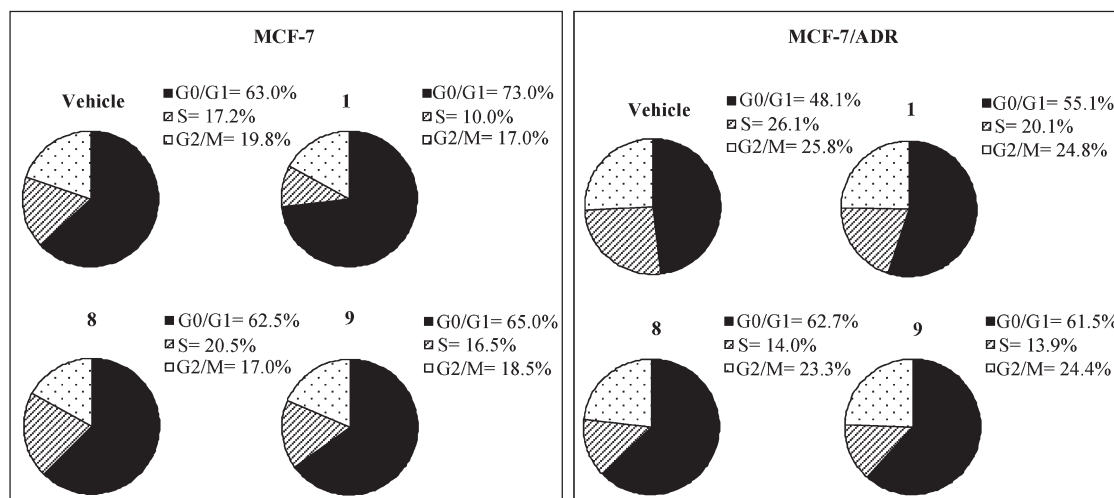 MCF-7
Vehicle
G0/G1= 63.0%
S= 17.2%
G2/M= 19.8%
1
G0/G1= 73.0%
S= 10.0%
G2/M= 17.0%
8
G0/G1= 62.5%
S= 20.5%
G2/M= 17.0%
9
G0/G1= 65.0%
S= 16.5%
G2/M= 18.5%
MCF-7/ADR
Vehicle
G0/G1= 48.1%
S= 26.1%
G2/M= 25.8%
1
G0/G1= 55.1%
S= 20.1%
G2/M= 24.8%
8
G0/G1= 62.7%
S= 14.0%
G2/M= 23.3%
9
G0/G1= 61.5%
S= 13.9%
G2/M= 24.4%